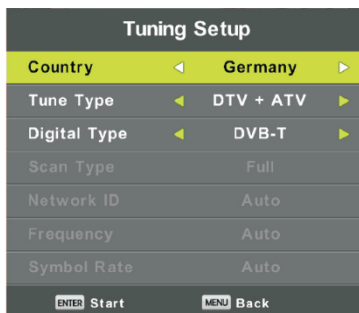 Tuning Setup
Country Germany
Tune Type DTV + ATV
Digital Type DVB-T
Scan Type Full
Network ID Auto
Frequency Auto
Symbol Rate Auto
ENTER Start MENU Back